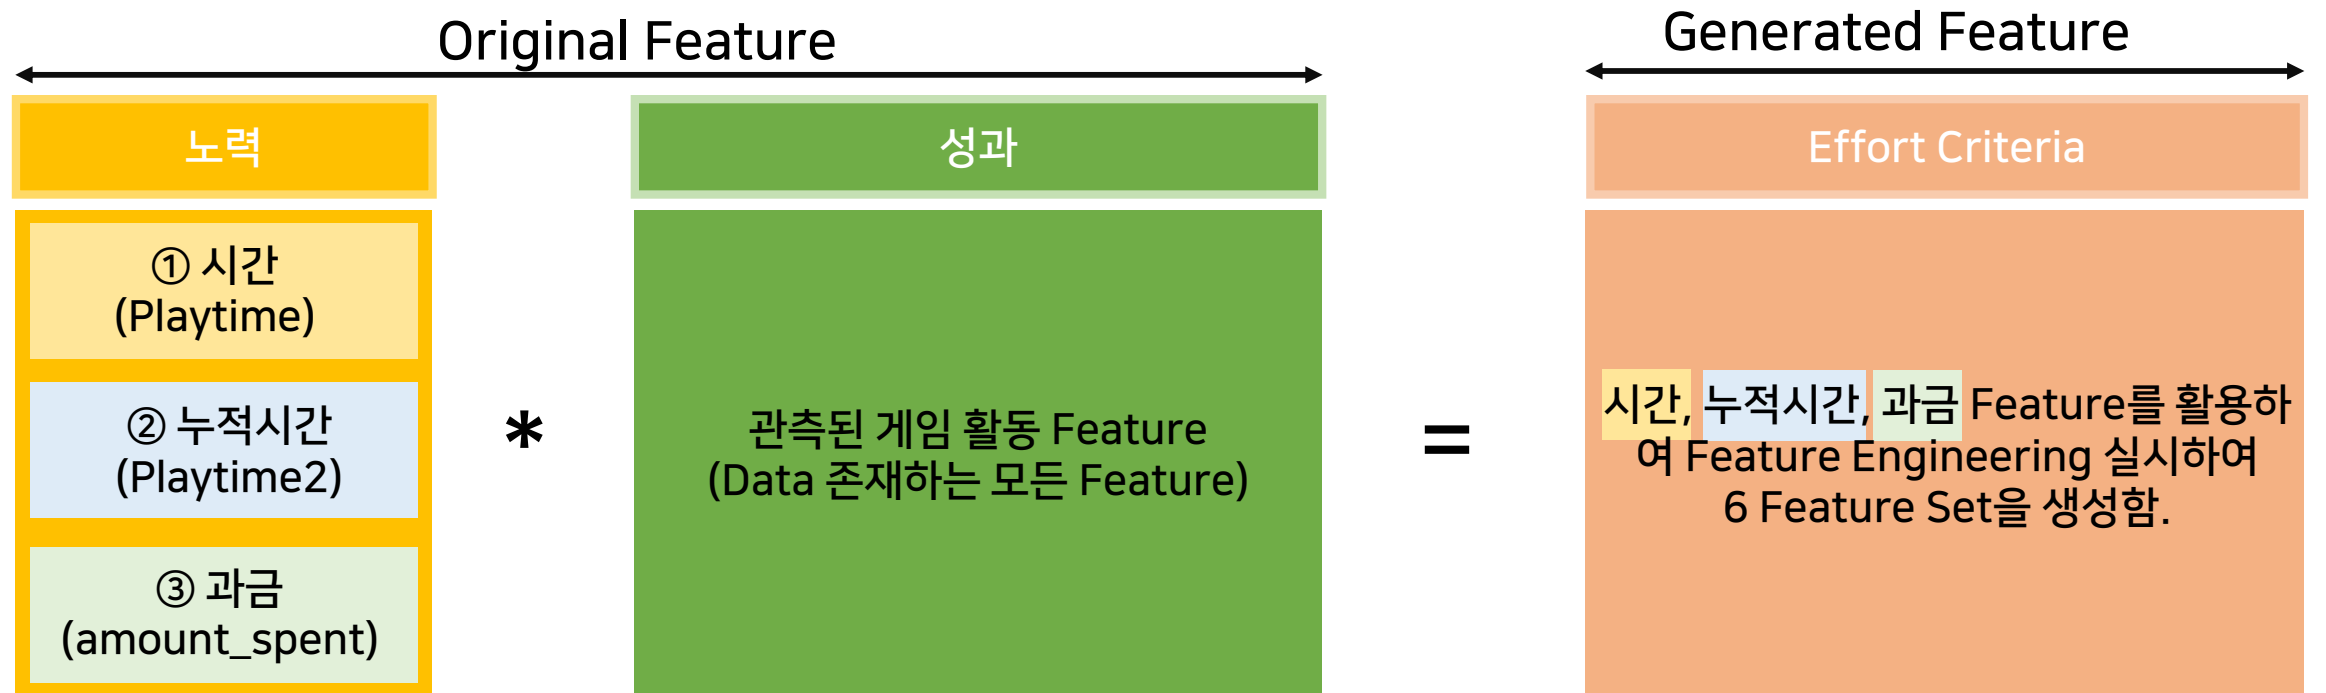 Original Feature
Generated Feature
노력
성과
Effort Criteria
① 시간
(Playtime)
② 누적시간
(Playtime2)
③ 과금
(amount_spent)
*
관측된 게임 활동 Feature
(Data 존재하는 모든 Feature)
=
시간, 누적시간, 과금 Feature를 활용하
여 Feature Engineering 실시하여
6 Feature Set을 생성함.